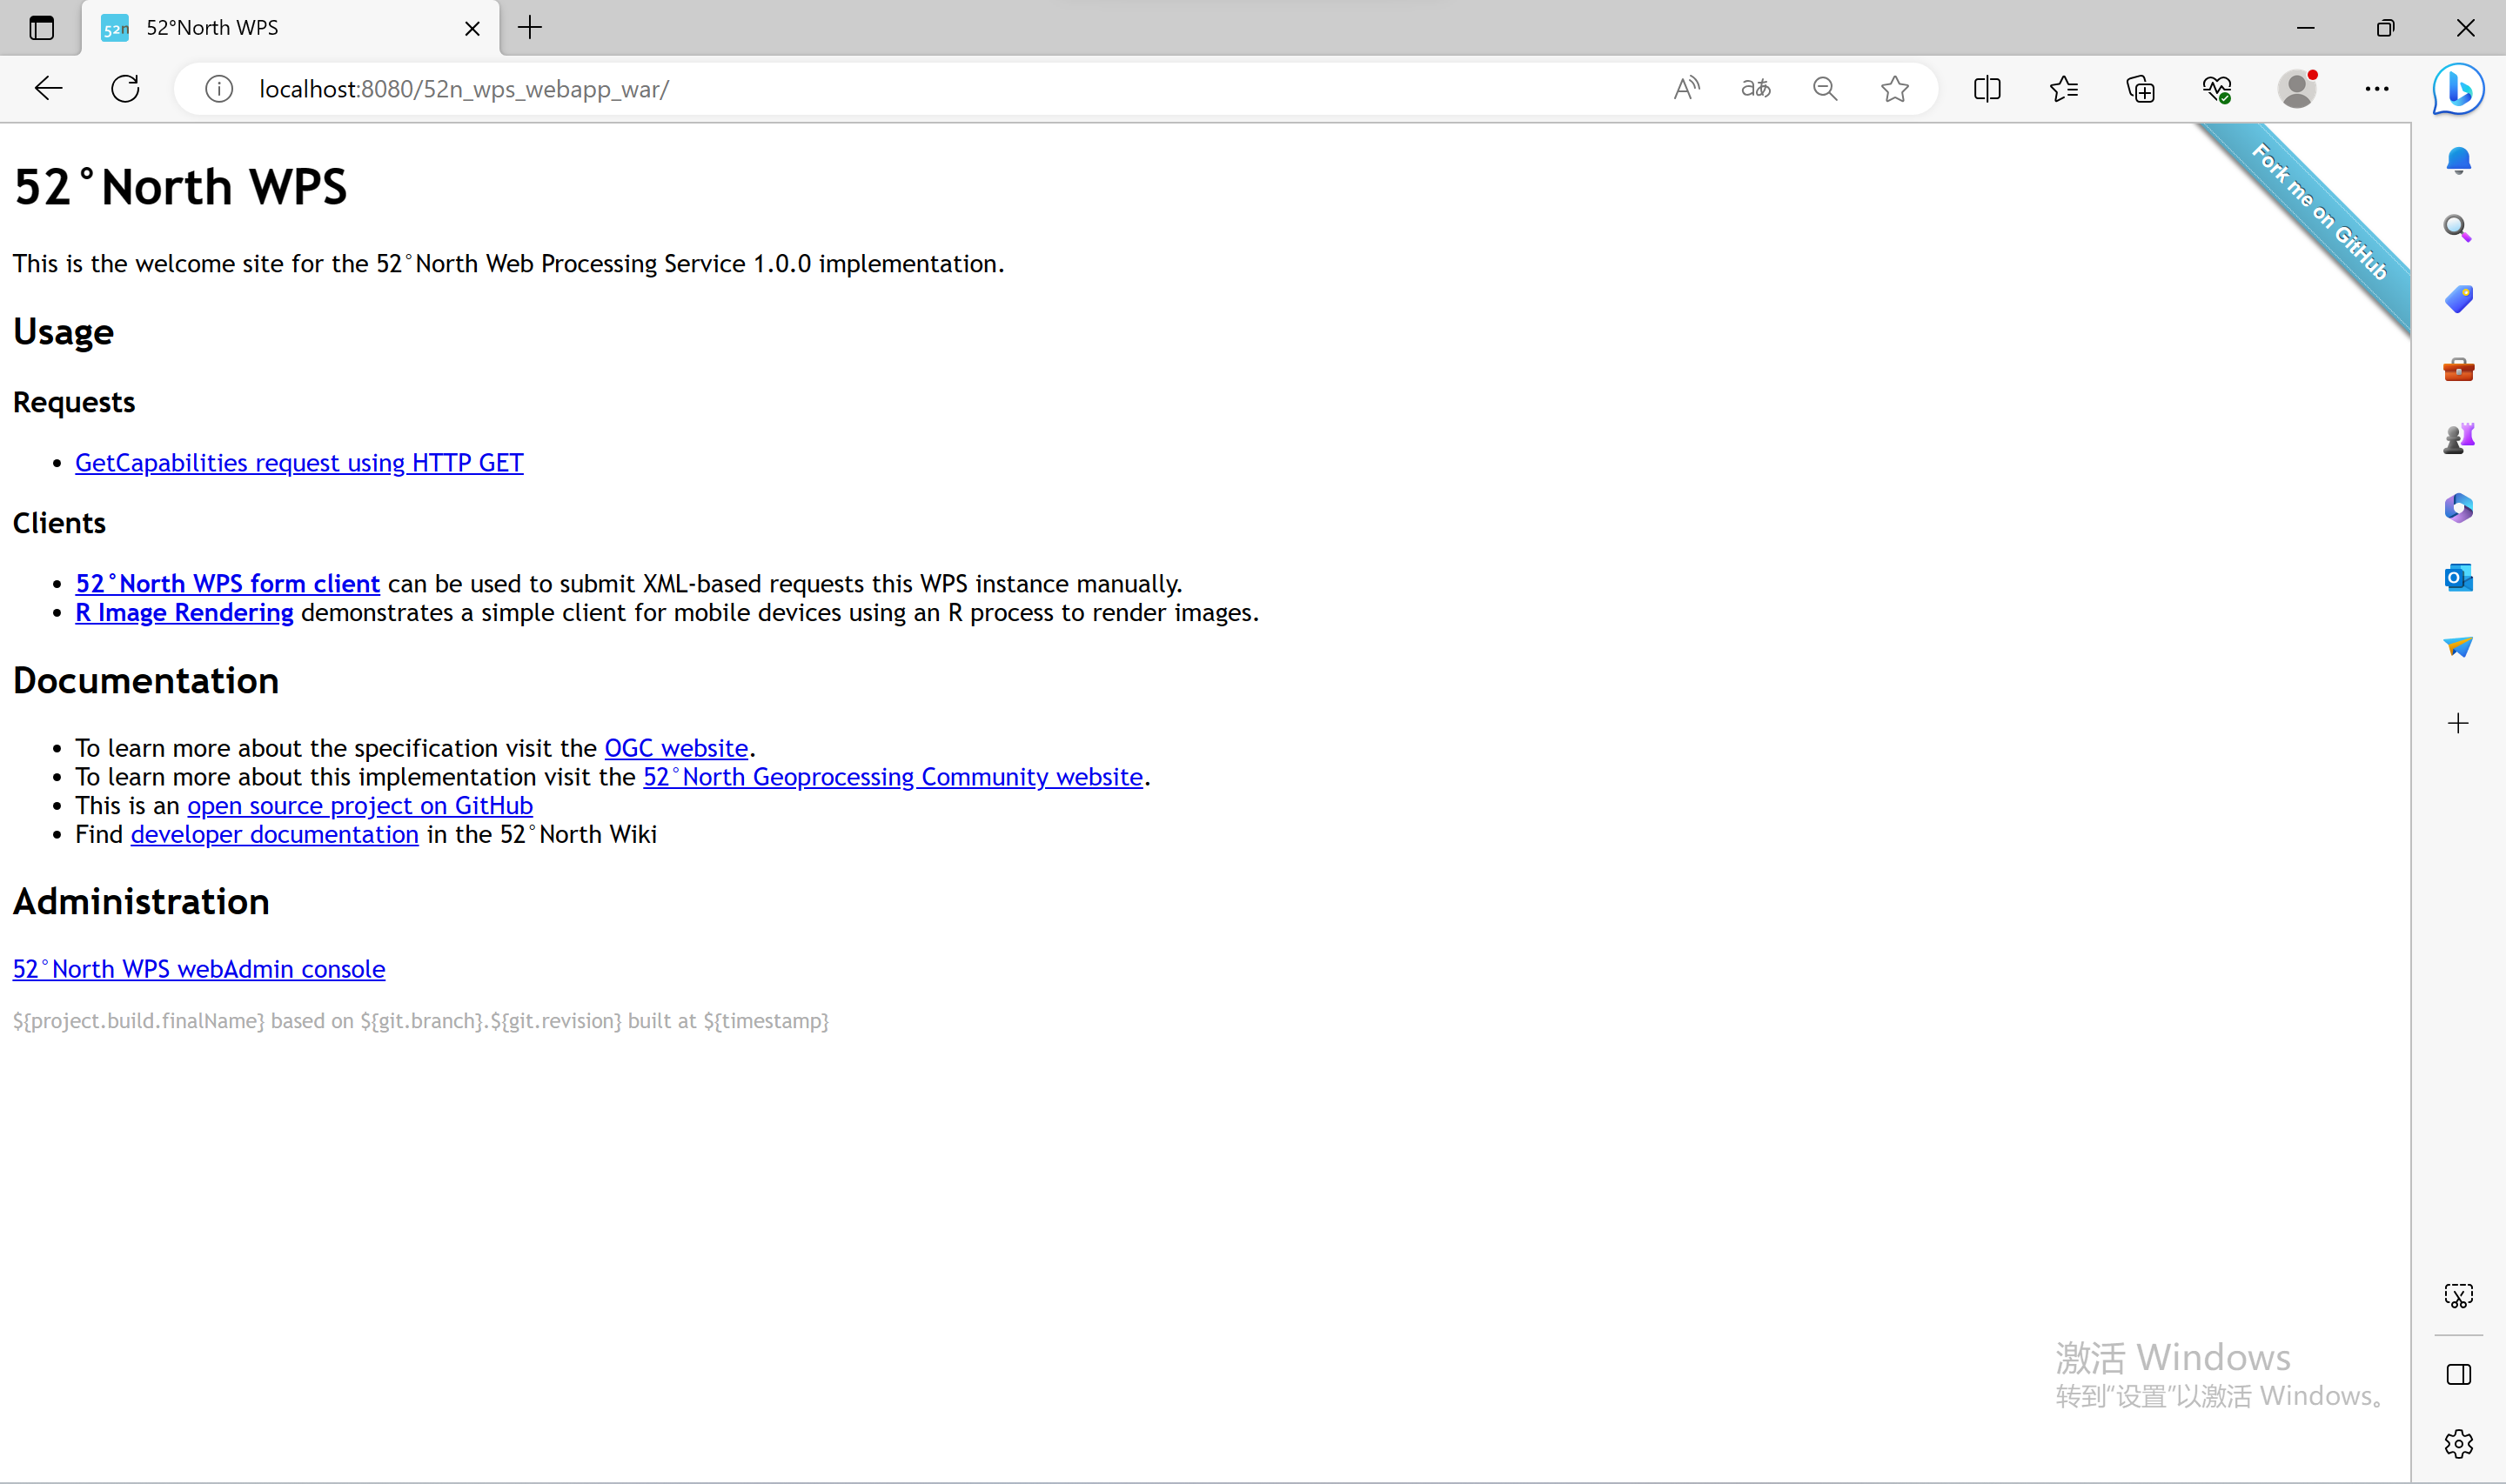 52n 52°North WPS
localhost:8080/52n_wps_webapp_war/
Fork me on GitHub
52°North WPS
This is the welcome site for the 52°North Web Processing Service 1.0.0 implementation.
Usage
Requests
GetCapabilities request using HTTP GET
Clients
52°North WPS form client can be used to submit XML-based requests this WPS instance manually.
R Image Rendering demonstrates a simple client for mobile devices using an R process to render images.
Documentation
To learn more about the specification visit the OGC website.
To learn more about this implementation visit the 52°North Geoprocessing Community website.
This is an open source project on GitHub
Find developer documentation in the 52°North Wiki
Administration
52°North WPS webAdmin console
${project.build.finalName} based on ${git.branch}.${git.revision} built at ${timestamp}
激活 Windows
转到“设置”以激活 Windows。